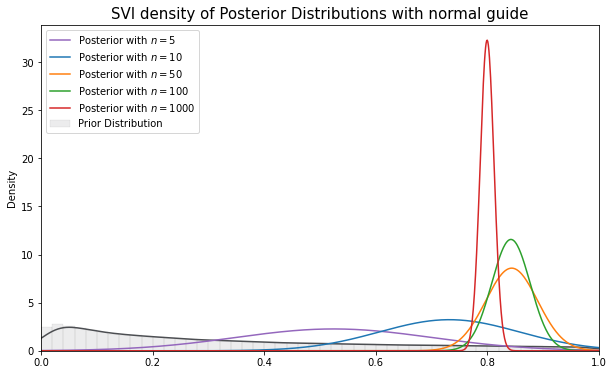 SVI density of Posterior Distributions with normal guide
Posterior with n = 5
Posterior with n = 10
Posterior with n = 50
Posterior with n = 100
Posterior with n = 1000
Prior Distribution
Density
30
25
20
15
10
5
0
0.0 0.2 0.4 0.6 0.8 1.0